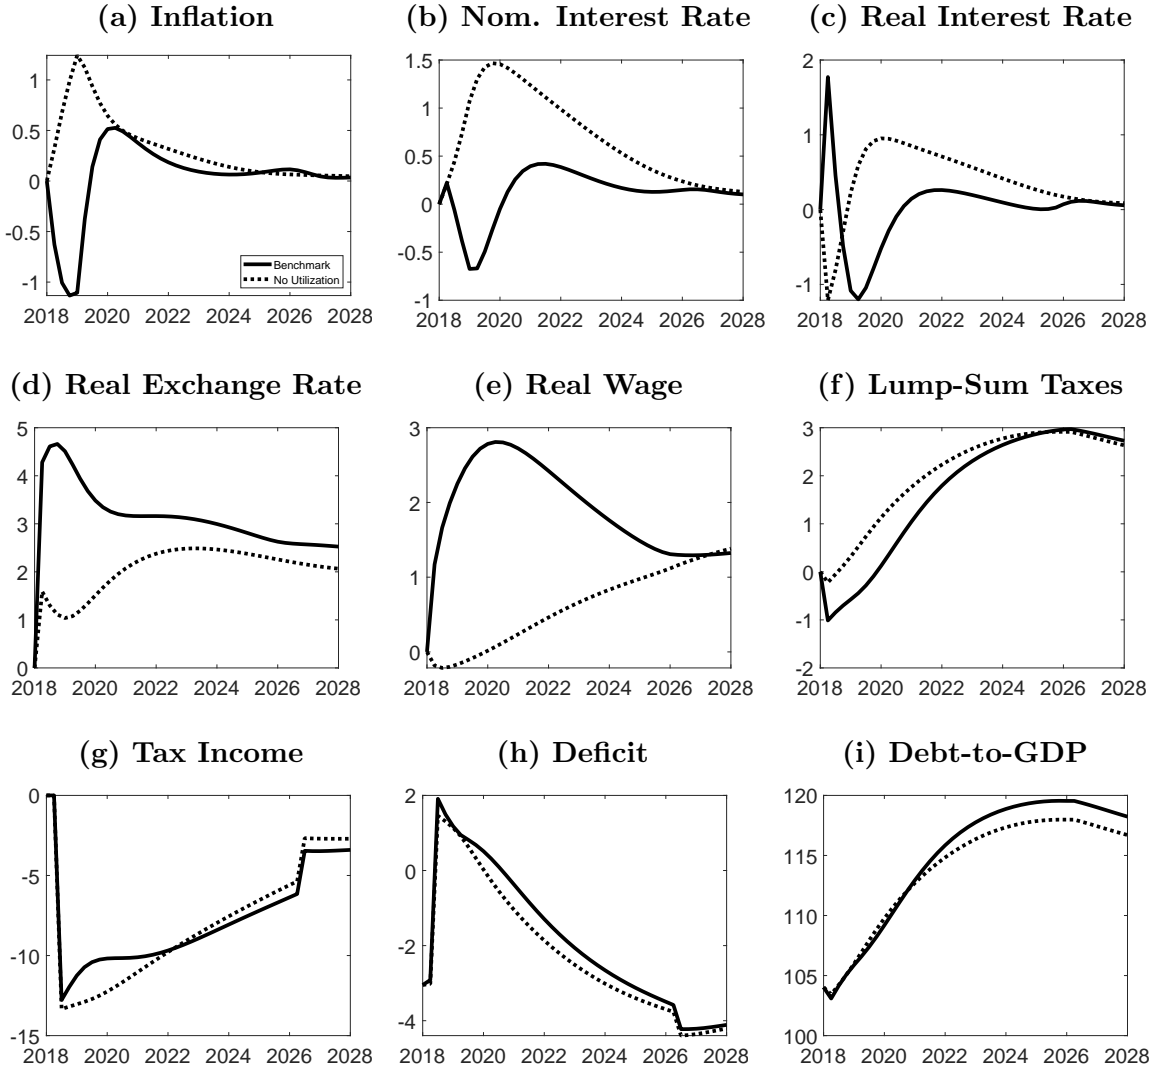 (a) Inflation
(b) Nom. Interest Rate
(c) Real Interest Rate
1
0.5
0
-0.5
-1
Benchmark
No Utilization
2018 2020 2022 2024 2026 2028
1.5
1
0.5
0
-0.5
-1
2018 2020 2022 2024 2026 2028
2
1
0
-1
2018 2020 2022 2024 2026 2028
(d) Real Exchange Rate
(e) Real Wage
(f) Lump-Sum Taxes
5
4
3
2
1
0
2018 2020 2022 2024 2026 2028
3
2
1
0
2018 2020 2022 2024 2026 2028
3
2
1
0
-1
-2
2018 2020 2022 2024 2026 2028
(g) Tax Income
(h) Deficit
(i) Debt-to-GDP
0
-5
-10
-15
2018 2020 2022 2024 2026 2028
2
0
-2
-4
2018 2020 2022 2024 2026 2028
120
115
110
105
100
2018 2020 2022 2024 2026 2028